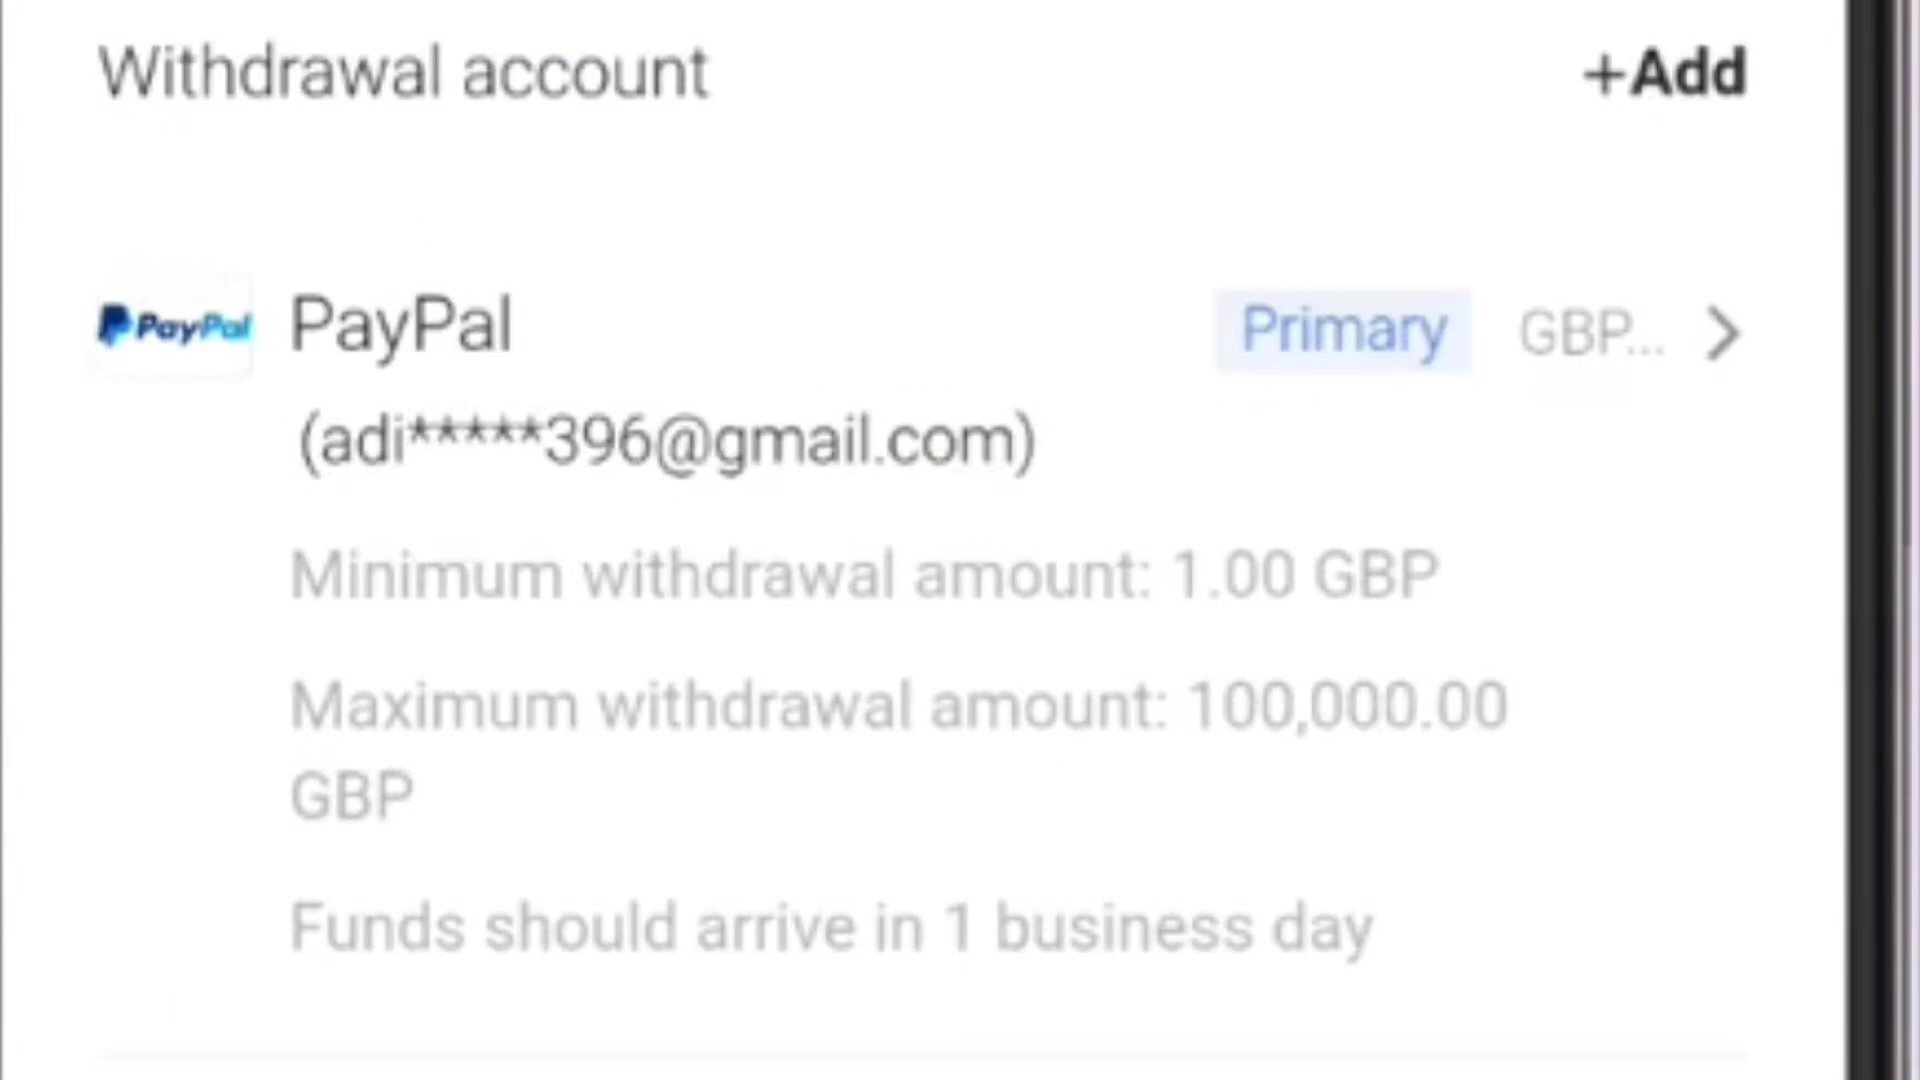 Withdrawal account
+Add
PayPal
PayPal
Primary
GBP...
(adi*****396@gmail.com)
Minimum withdrawal amount: 1.00 GBP
Maximum withdrawal amount: 100,000.00
GBP
Funds should arrive in 1 business day